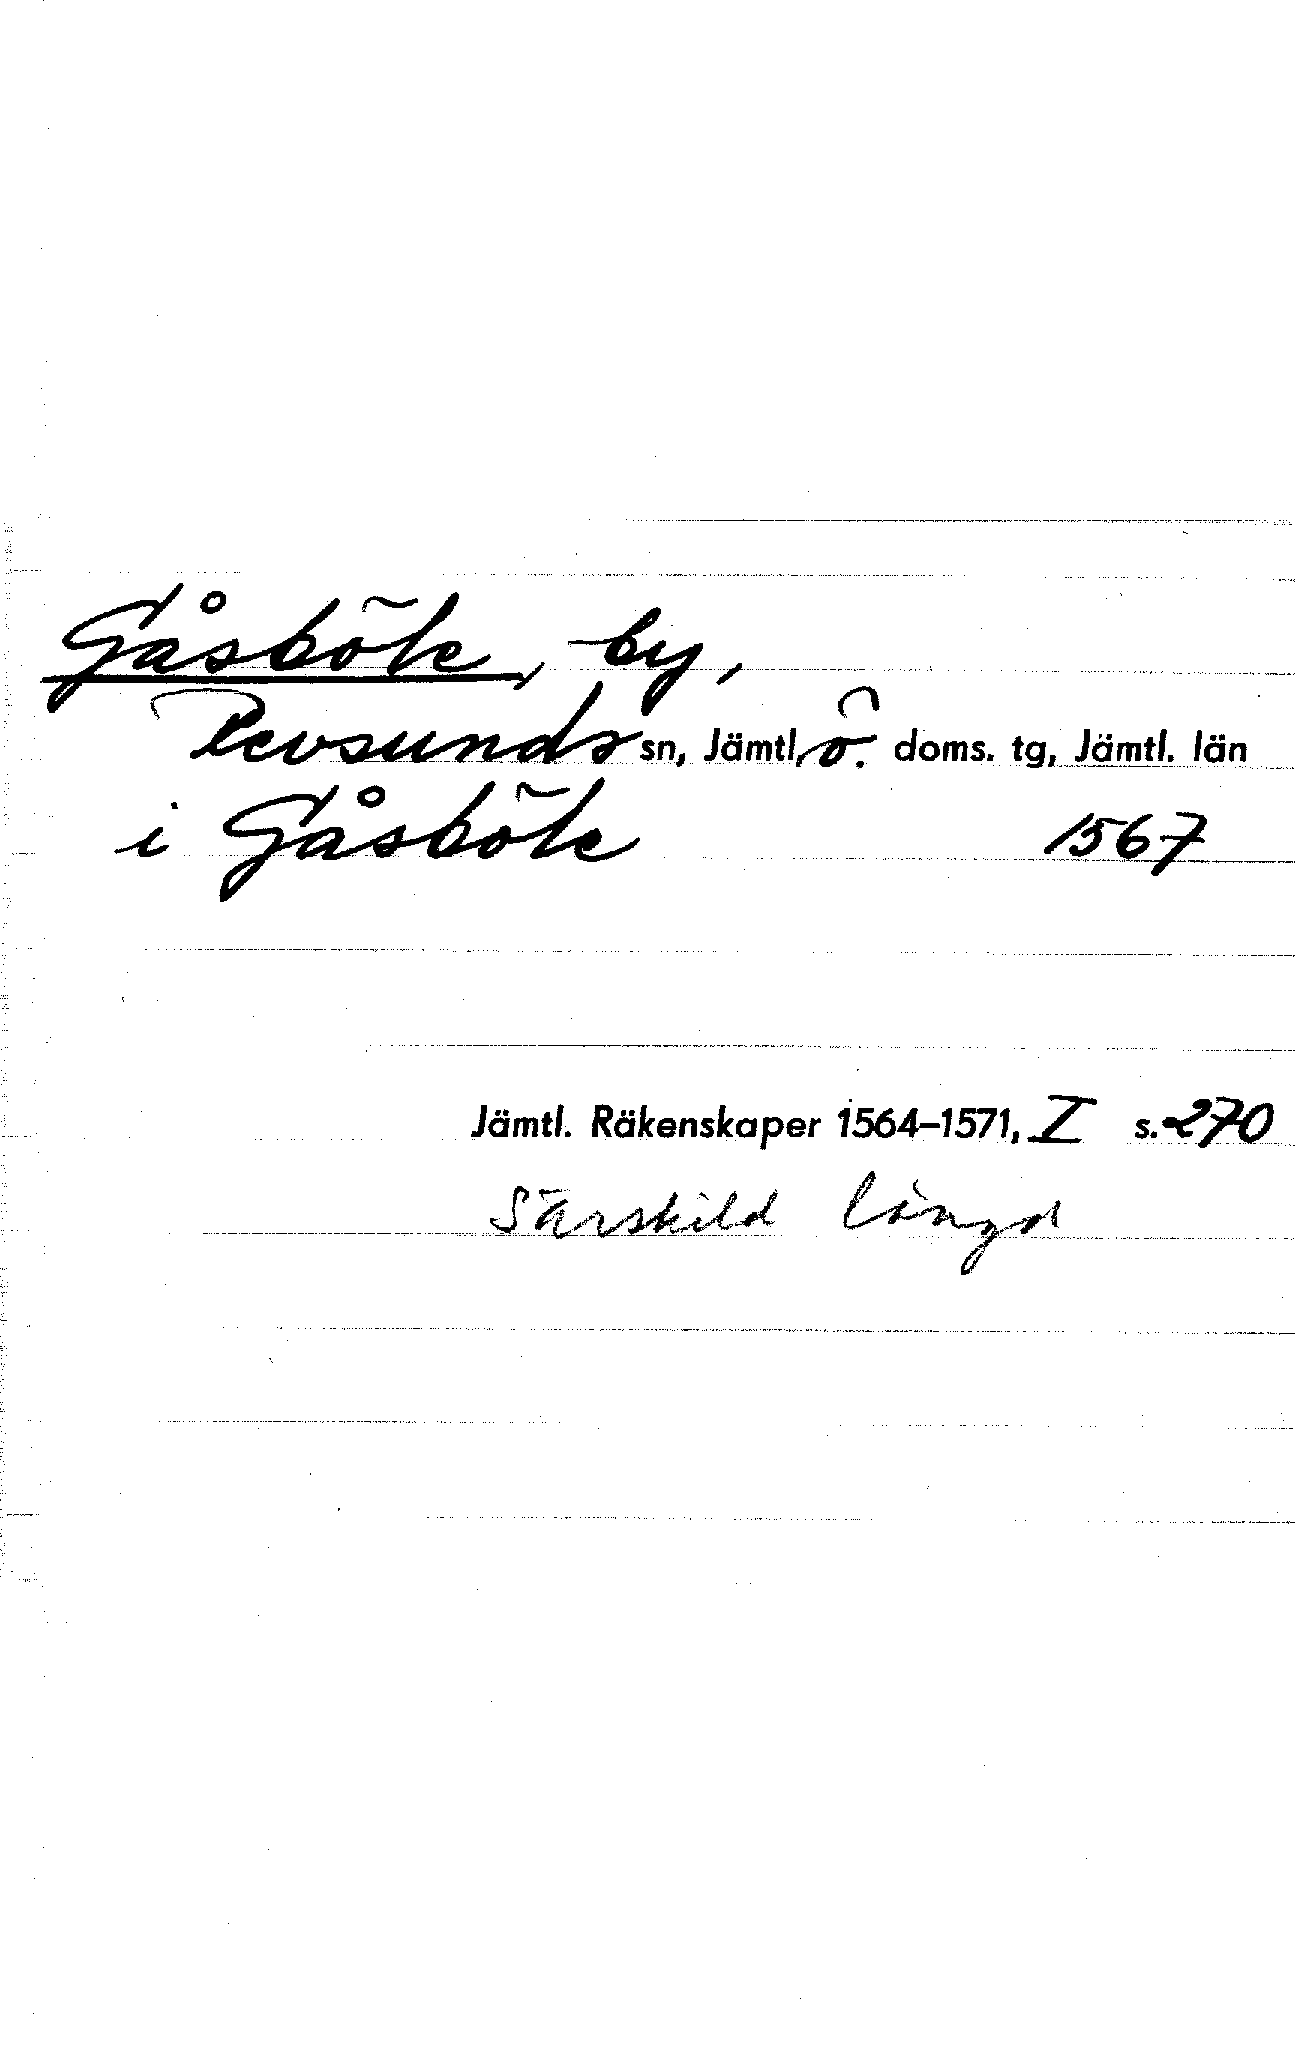 Gåsböle, by,
Revsunds sn, Jämtl, ö. doms. tg, Jämtl. län
i Gåsböle 1567
Jämtl. Räkenskaper 1564–1571, I s. 270
Särskild längd